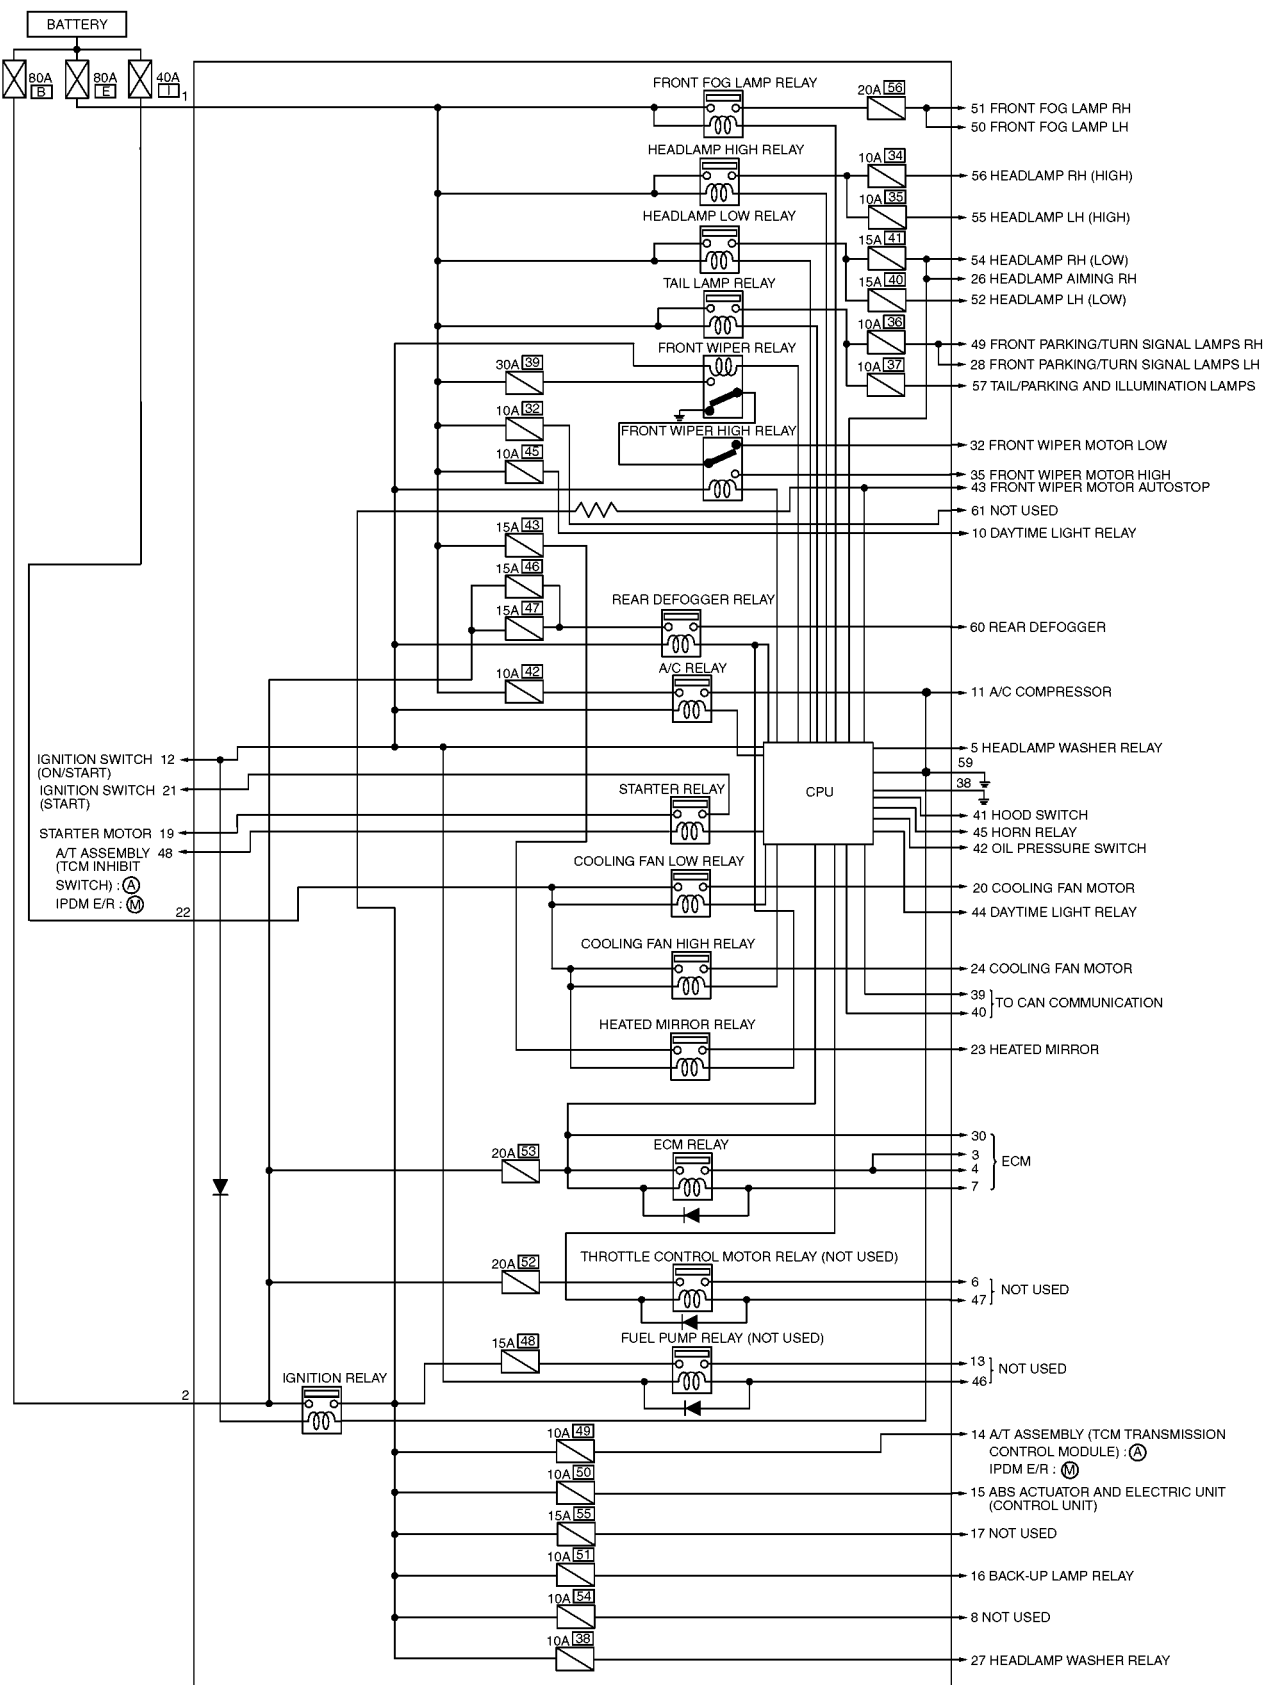 BATTERY
80A B
80A E
40A I
1
FRONT FOG LAMP RELAY
20A 56
51 FRONT FOG LAMP RH
50 FRONT FOG LAMP LH
HEADLAMP HIGH RELAY
10A 34
56 HEADLAMP RH (HIGH)
10A 35
55 HEADLAMP LH (HIGH)
HEADLAMP LOW RELAY
15A 41
54 HEADLAMP RH (LOW)
26 HEADLAMP AIMING RH
15A 40
52 HEADLAMP LH (LOW)
TAIL LAMP RELAY
10A 36
49 FRONT PARKING/TURN SIGNAL LAMPS RH
28 FRONT PARKING/TURN SIGNAL LAMPS LH
10A 37
57 TAIL/PARKING AND ILLUMINATION LAMPS
FRONT WIPER RELAY
30A 39
10A 32
FRONT WIPER HIGH RELAY
32 FRONT WIPER MOTOR LOW
10A 45
35 FRONT WIPER MOTOR HIGH
43 FRONT WIPER MOTOR AUTOSTOP
61 NOT USED
15A 43
10 DAYTIME LIGHT RELAY
15A 46
15A 47
REAR DEFOGGER RELAY
60 REAR DEFOGGER
10A 42
A/C RELAY
11 A/C COMPRESSOR
IGNITION SWITCH 12
(ON/START)
5 HEADLAMP WASHER RELAY
59
38
IGNITION SWITCH 21
(START)
STARTER RELAY
CPU
41 HOOD SWITCH
STARTER MOTOR 19
45 HORN RELAY
42 OIL PRESSURE SWITCH
A/T ASSEMBLY 48
(TCM INHIBIT
SWITCH) : A
IPDM E/R : M
22
COOLING FAN LOW RELAY
20 COOLING FAN MOTOR
44 DAYTIME LIGHT RELAY
COOLING FAN HIGH RELAY
24 COOLING FAN MOTOR
39
40
TO CAN COMMUNICATION
HEATED MIRROR RELAY
23 HEATED MIRROR
20A 53
ECM RELAY
30
3
4
7
ECM
20A 52
THROTTLE CONTROL MOTOR RELAY (NOT USED)
6
47
NOT USED
15A 48
FUEL PUMP RELAY (NOT USED)
13
46
NOT USED
2
IGNITION RELAY
10A 49
14 A/T ASSEMBLY (TCM TRANSMISSION
CONTROL MODULE) : A
IPDM E/R : M
10A 50
15 ABS ACTUATOR AND ELECTRIC UNIT
(CONTROL UNIT)
15A 55
17 NOT USED
10A 51
16 BACK-UP LAMP RELAY
10A 54
8 NOT USED
10A 38
27 HEADLAMP WASHER RELAY